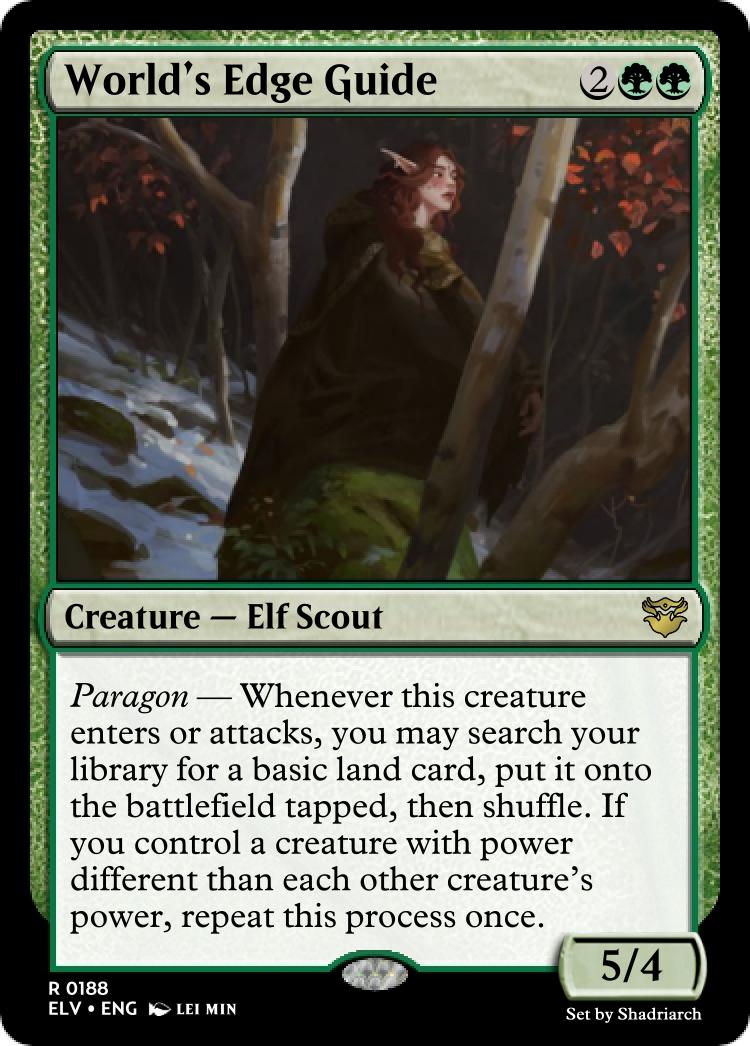 World's Edge Guide 2
Creature — Elf Scout
Paragon — Whenever this creature
enters or attacks, you may search your
library for a basic land card, put it onto
the battlefield tapped, then shuffle. If
you control a creature with power
different than each other creature's
power, repeat this process once.
5/4
R 0188
ELV • ENG LEI MIN
Set by Shadriarch